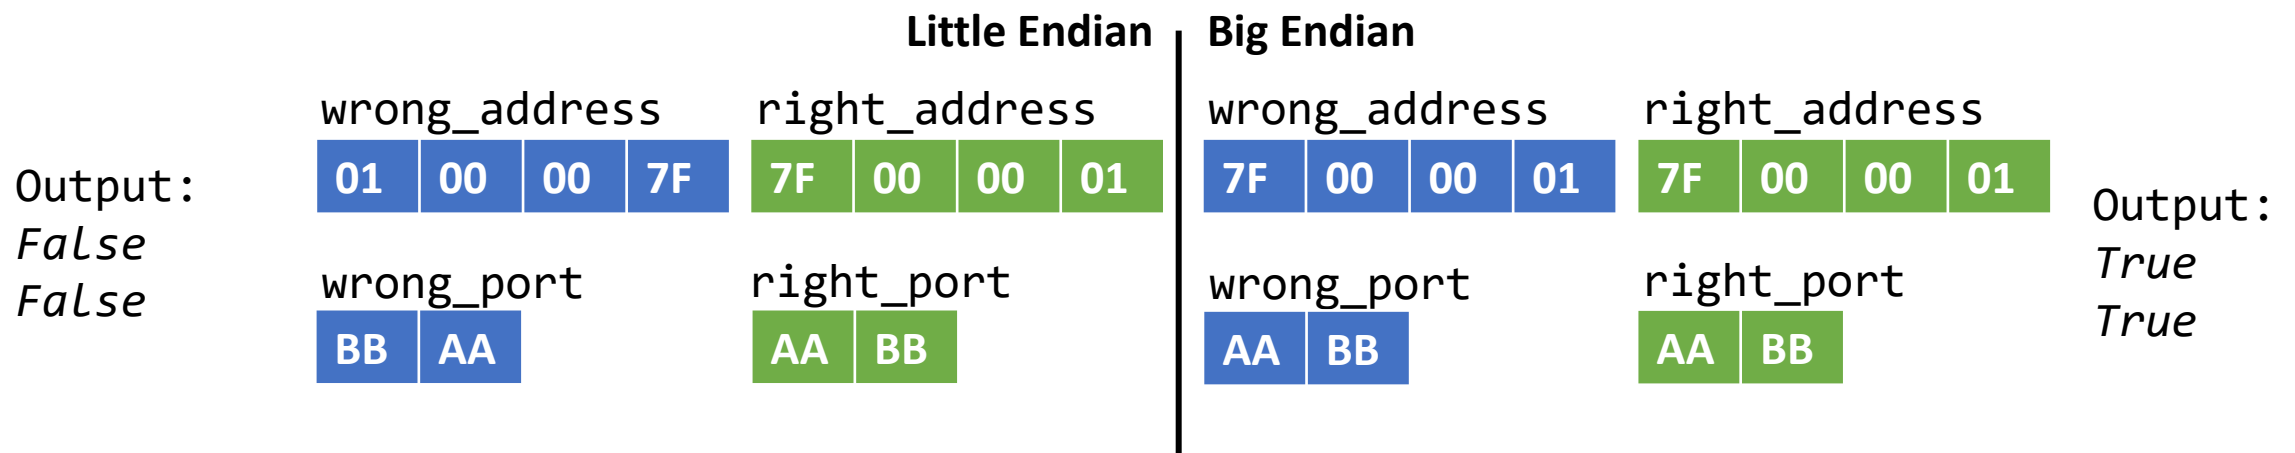 Little Endian
Big Endian
wrong_address
right_address
wrong_address
right_address
01 00 00 7F
7F 00 00 01
7F 00 00 01
7F 00 00 01
Output:
False
False
Output:
True
True
wrong_port
right_port
wrong_port
right_port
BB AA
AA BB
AA BB
AA BB